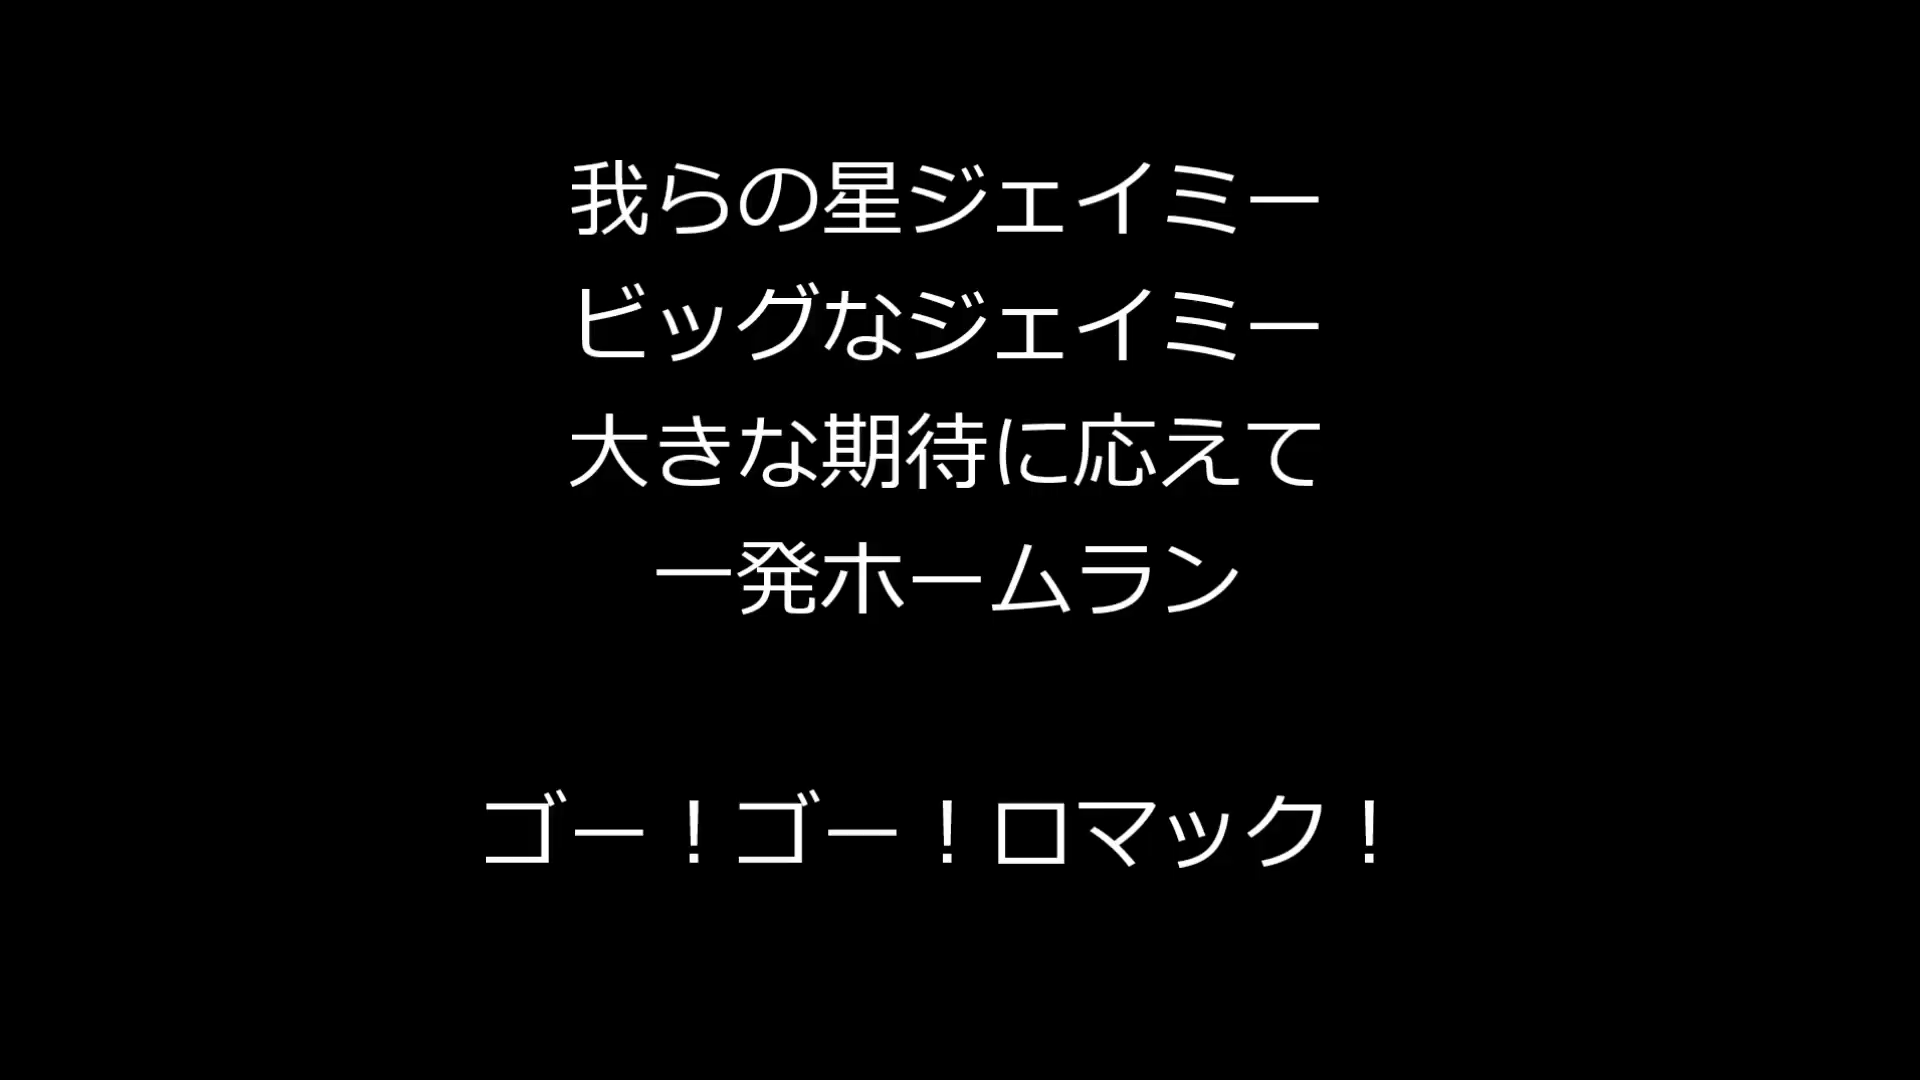 我らの星ジェイミー
ビッグなジェイミー
大きな期待に応えて
一発ホームラン
ゴー！ゴー！ロマック！